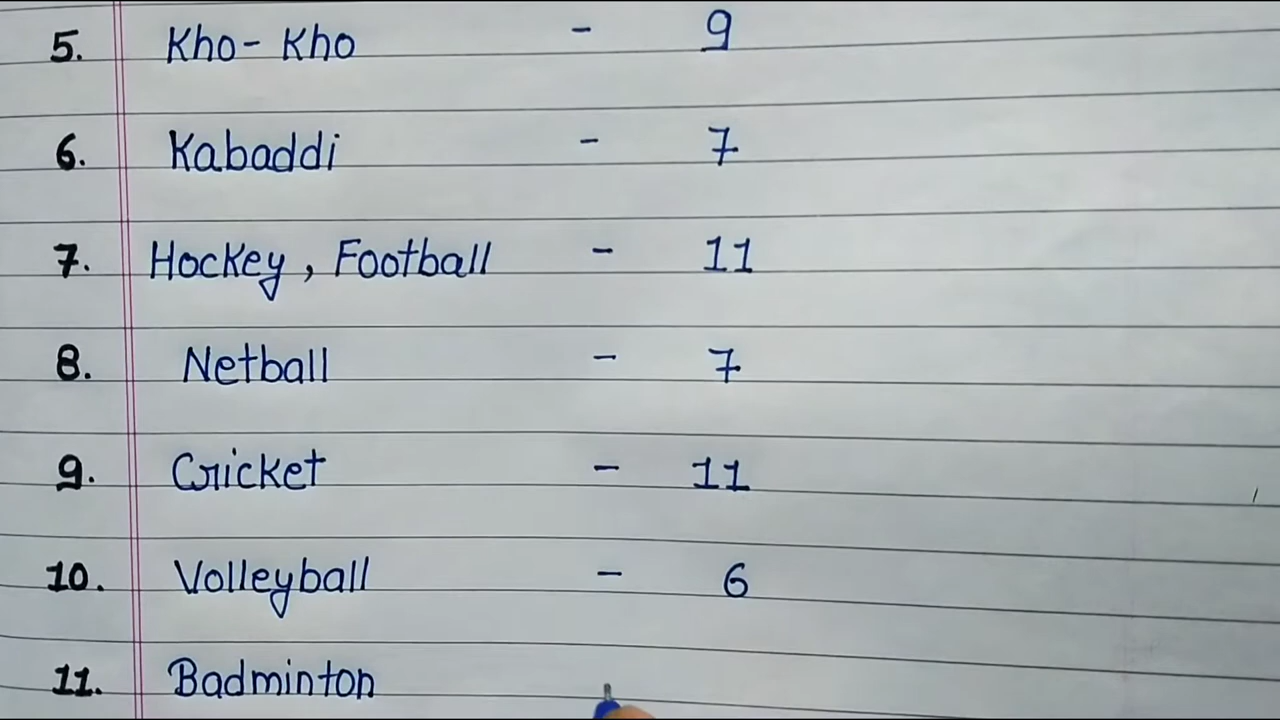 5. Kho-Kho - 9
6. Kabaddi - 7
7. Hockey, Football - 11
8. Netball - 7
9. Cricket - 11
10. Volleyball - 6
11. Badminton